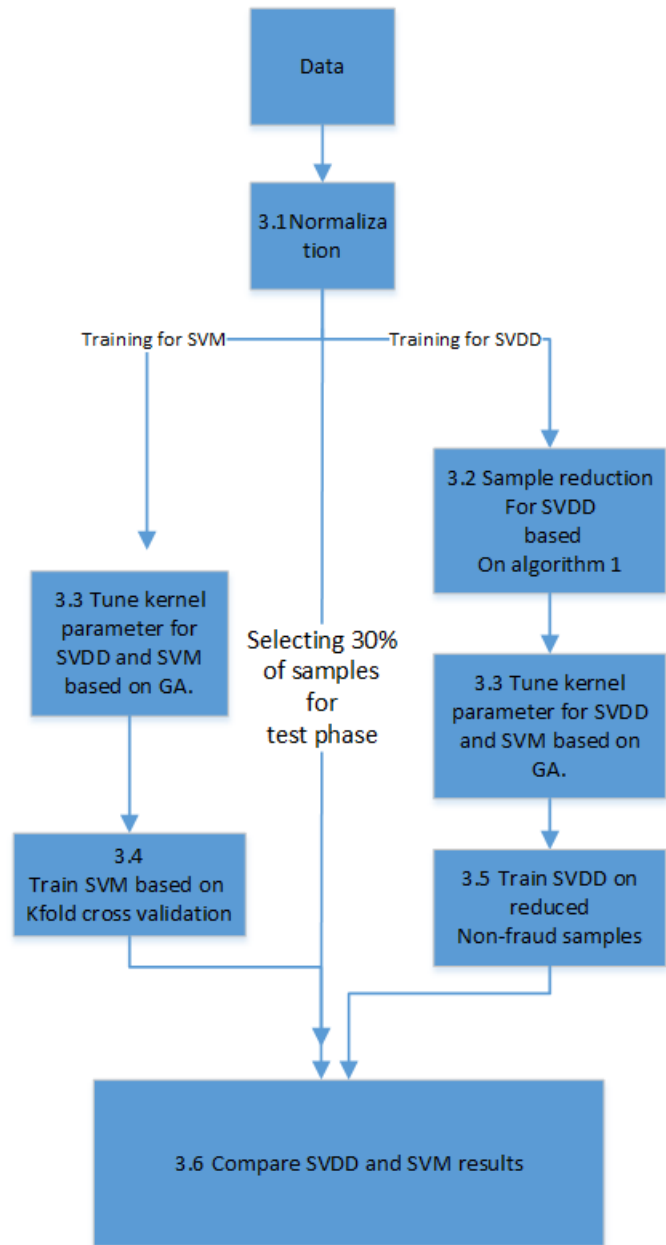 Data
3.1Normaliza
tion
Training for SVM
Training for SVDD
3.2 Sample reduction
For SVDD
based
On algorithm 1
3.3 Tune kernel
parameter for
SVDD and SVM
based on GA.
Selecting 30%
of samples
for
test phase
3.3 Tune kernel
parameter for SVDD
and SVM based on
GA.
3.4
Train SVM based on
Kfold cross validation
3.5 Train SVDD on
reduced
Non-fraud samples
3.6 Compare SVDD and SVM results